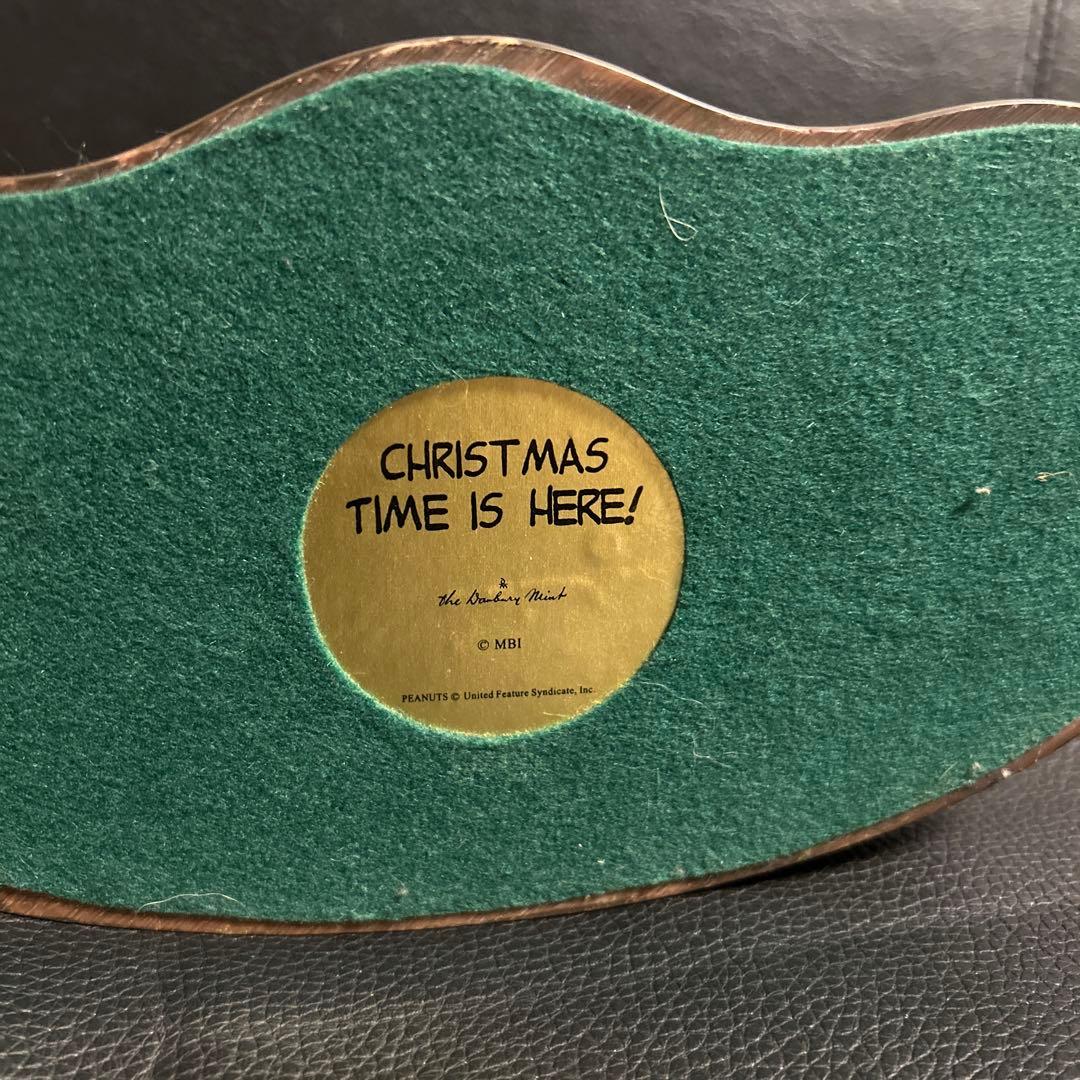 CHRISTMAS
TIME IS HERE!
the Danbury Mint
© MBI
PEANUTS © United Feature Syndicate, Inc.